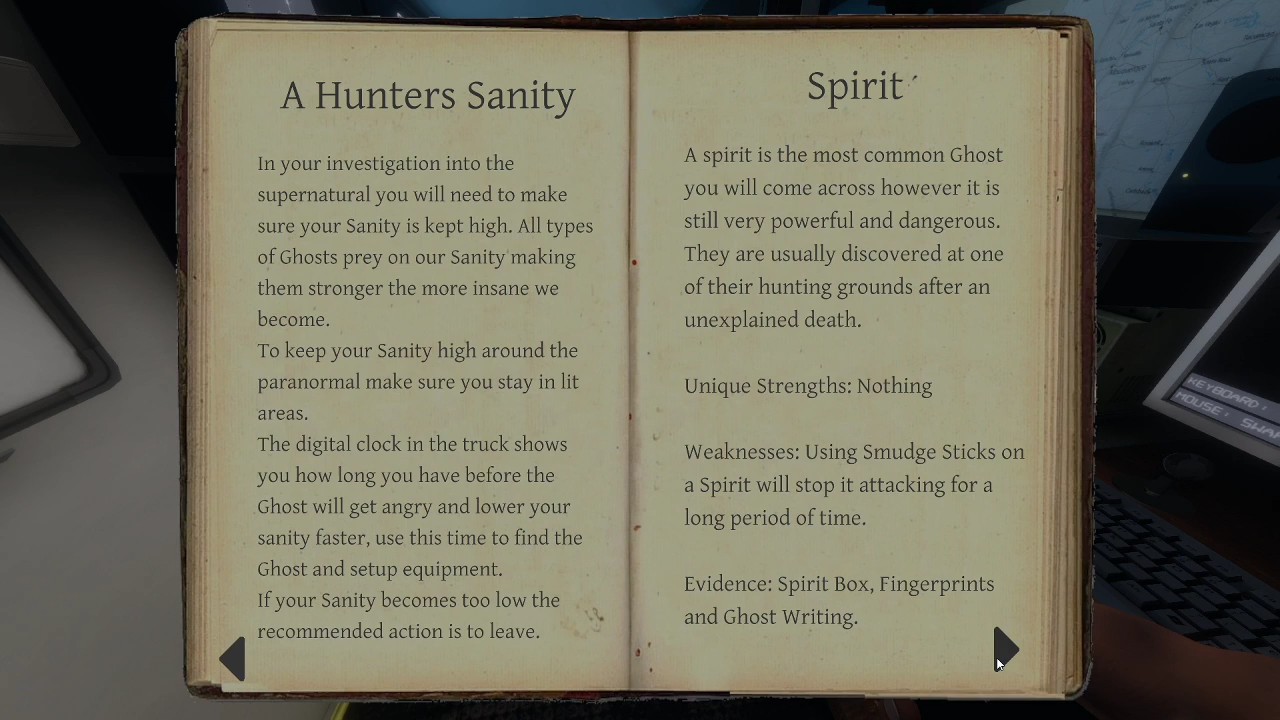 A Hunters Sanity
In your investigation into the
supernatural you will need to make
sure your Sanity is kept high. All types
of Ghosts prey on our Sanity making
them stronger the more insane we
become.
To keep your Sanity high around the
paranormal make sure you stay in lit
areas.
The digital clock in the truck shows
you how long you have before the
Ghost will get angry and lower your
sanity faster, use this time to find the
Ghost and setup equipment.
If your Sanity becomes too low the
recommended action is to leave.
Spirit
A spirit is the most common Ghost
you will come across however it is
still very powerful and dangerous.
They are usually discovered at one
of their hunting grounds after an
unexplained death.
Unique Strengths: Nothing
Weaknesses: Using Smudge Sticks on
a Spirit will stop it attacking for a
long period of time.
Evidence: Spirit Box, Fingerprints
and Ghost Writing.
KEYBOARD:
MOUSE: